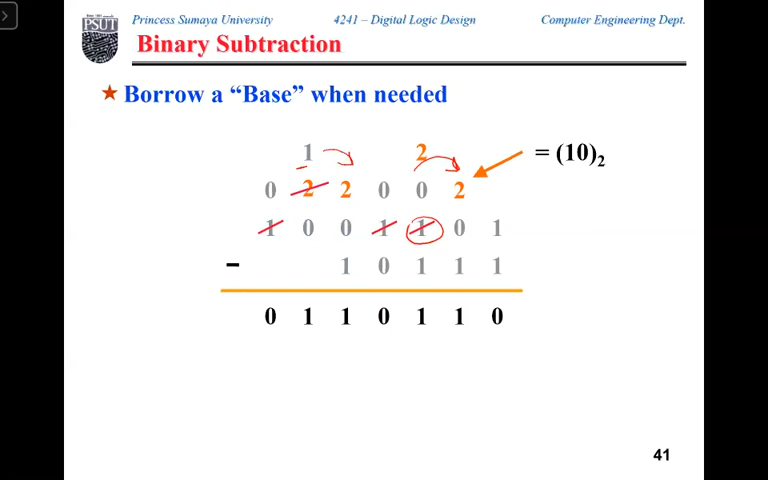 Princess Sumaya University 4241 – Digital Logic Design Computer Engineering Dept.
PSUT
Binary Subtraction
★ Borrow a “Base” when needed
1 2 = (10)2
0 2 2 0 0 2
1 0 0 1 1 0 1
– 1 0 1 1 1
0 1 1 0 1 1 0
41